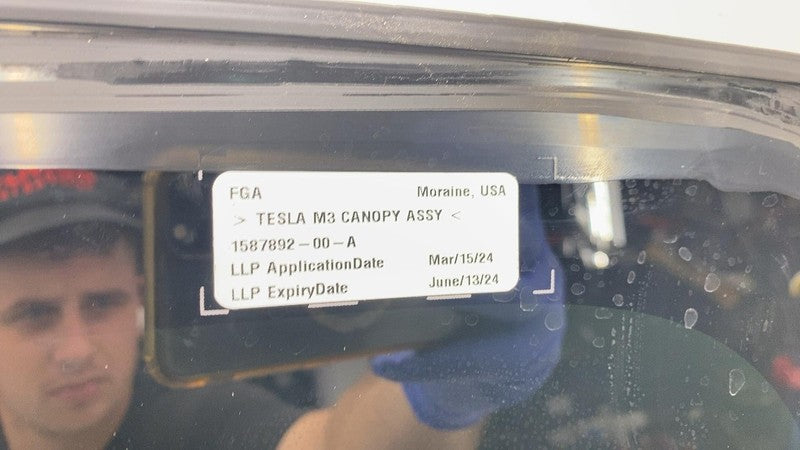 FGA Moraine, USA
> TESLA M3 CANOPY ASSY <
1587892-00-A
LLP ApplicationDate Mar/15/24
LLP ExpiryDate June/13/24